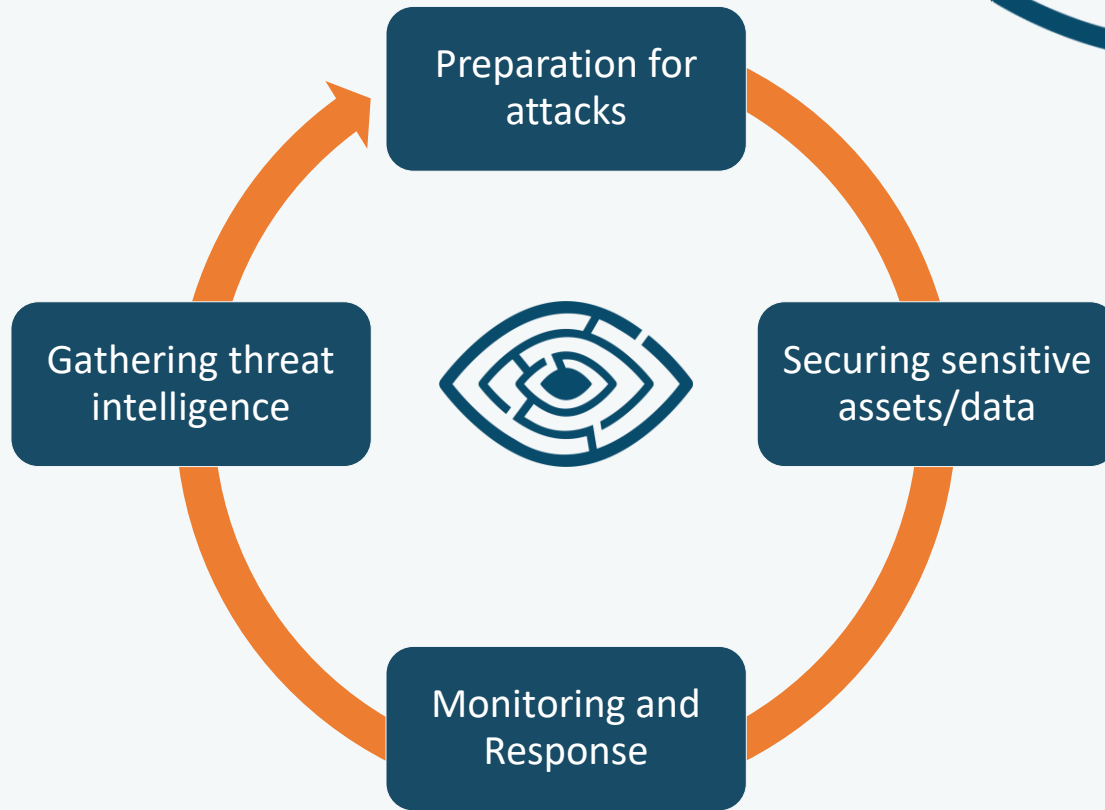 Preparation for
attacks
Gathering threat
intelligence
Securing sensitive
assets/data
Monitoring and
Response